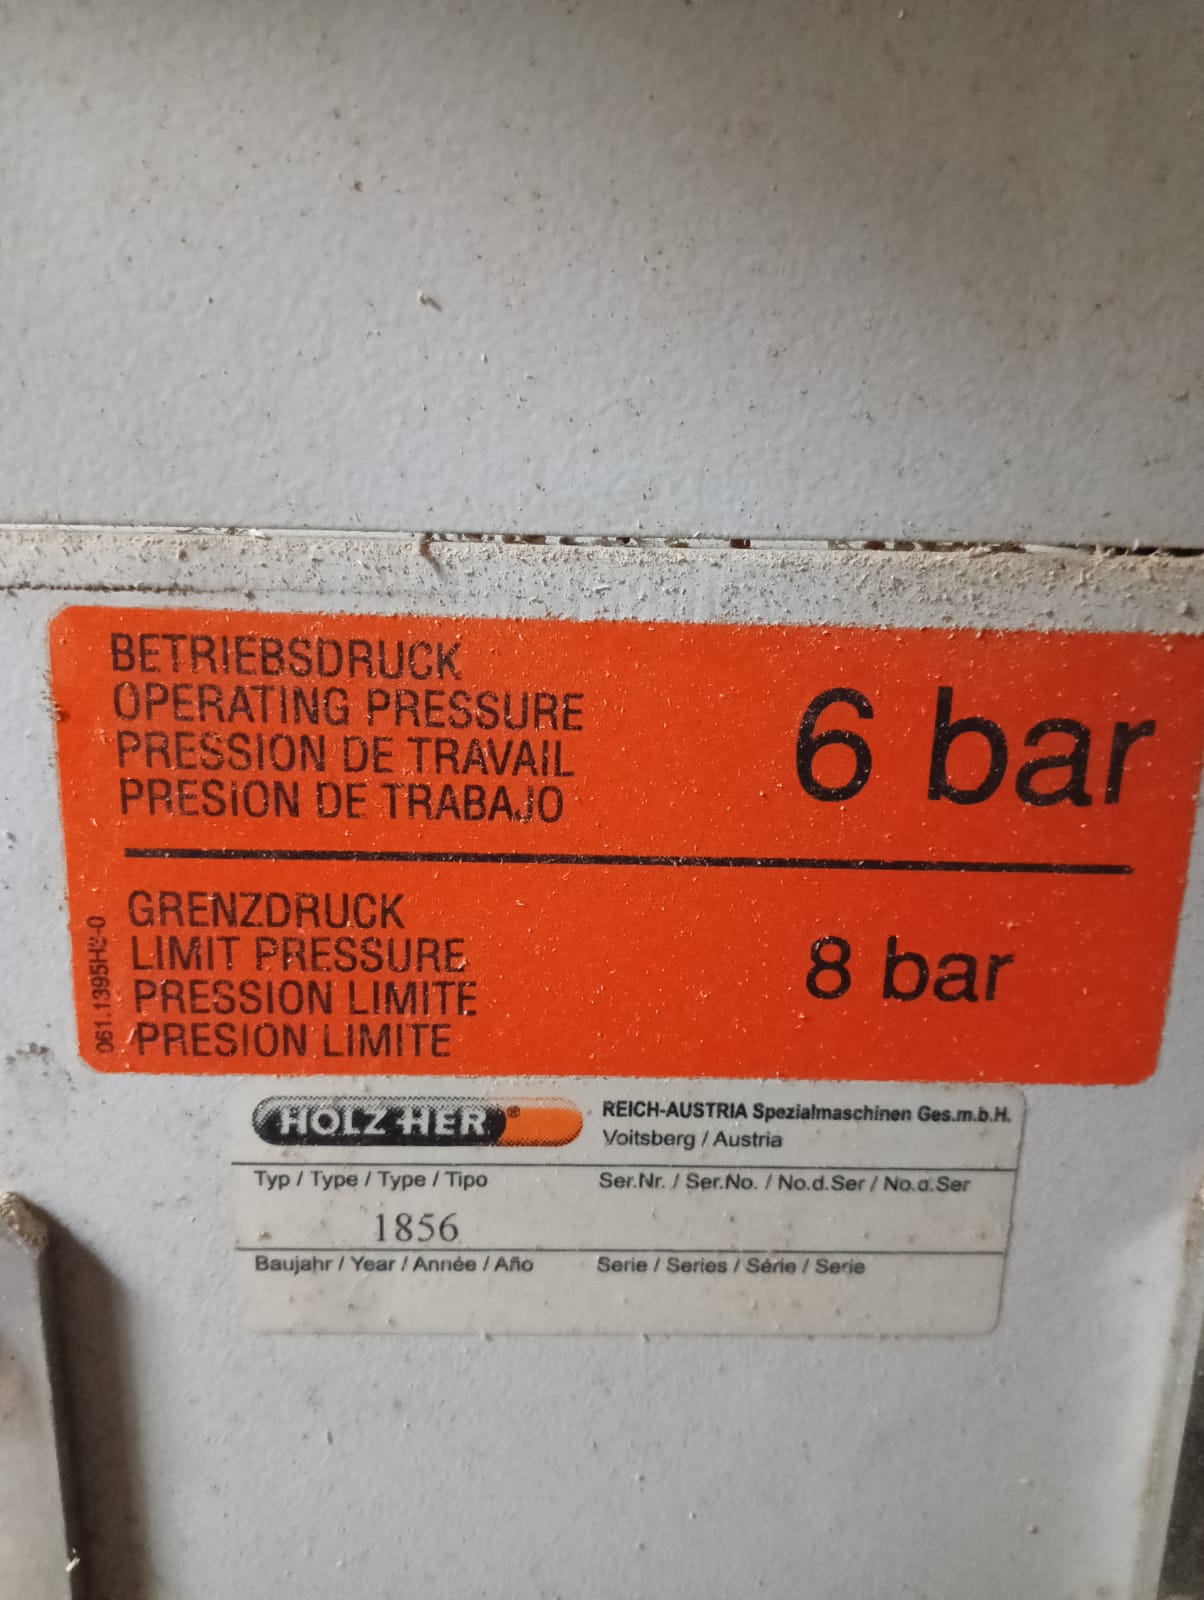 BETRIEBSDRUCK
OPERATING PRESSURE
PRESSION DE TRAVAIL
PRESION DE TRABAJO
6 bar
GRENZDRUCK
LIMIT PRESSURE
PRESSION LIMITE
PRESION LIMITE
8 bar
HOLZ-HER®
REICH-AUSTRIA Spezialmaschinen Ges.m.b.H.
Voitsberg / Austria
Typ / Type / Type / Tipo
Ser.Nr. / Ser.No. / No.d.Ser / No.d.Ser
1856
Baujahr / Year / Année / Año
Serie / Series / Série / Serie